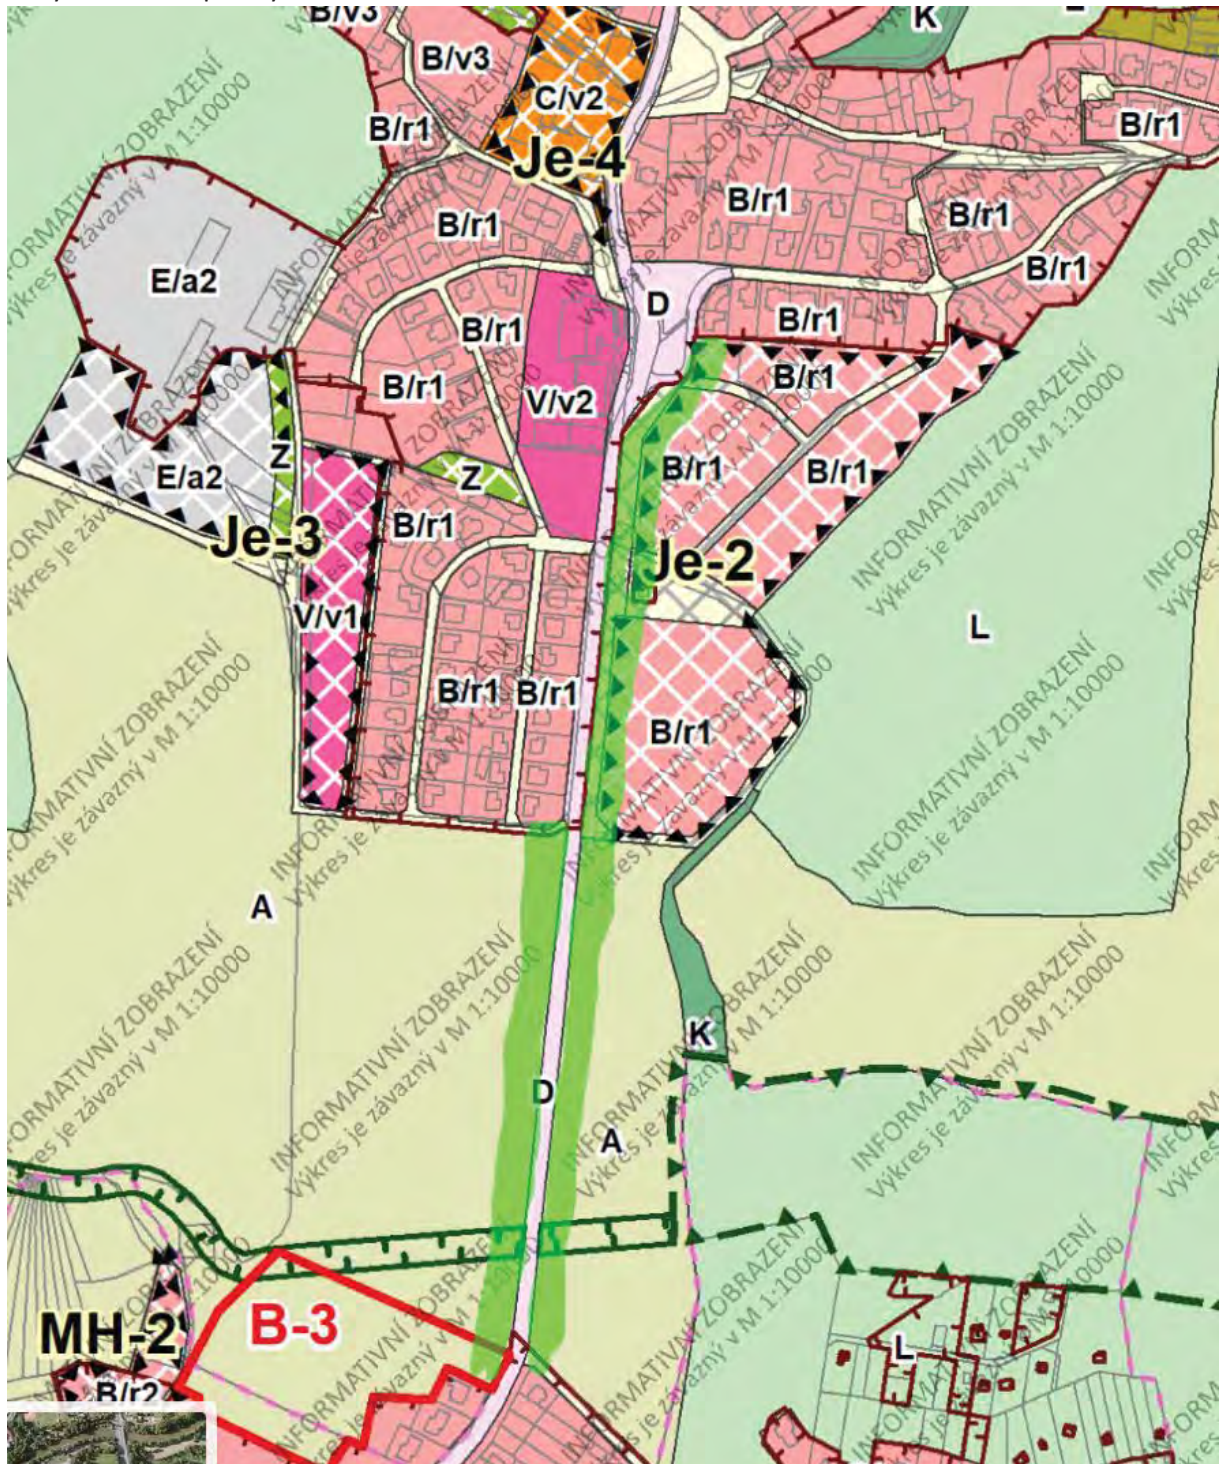 B/v3
K
B/v3
C/v2
B/r1
B/r1
Je-4
B/r1
B/r1
B/r1
B/r1
E/a2
D
B/r1
B/r1
B/r1
B/r1
B/r1
V/v2
Z
E/a2
Z
B/r1
B/r1
B/r1
Je-3
Je-2
V/v1
L
B/r1
B/r1
B/r1
A
K
D
A
B-3
MH-2
L
B/r2
INFORMATIVNÍ ZOBRAZENÍ
Výkres je závazný v M 1:10000